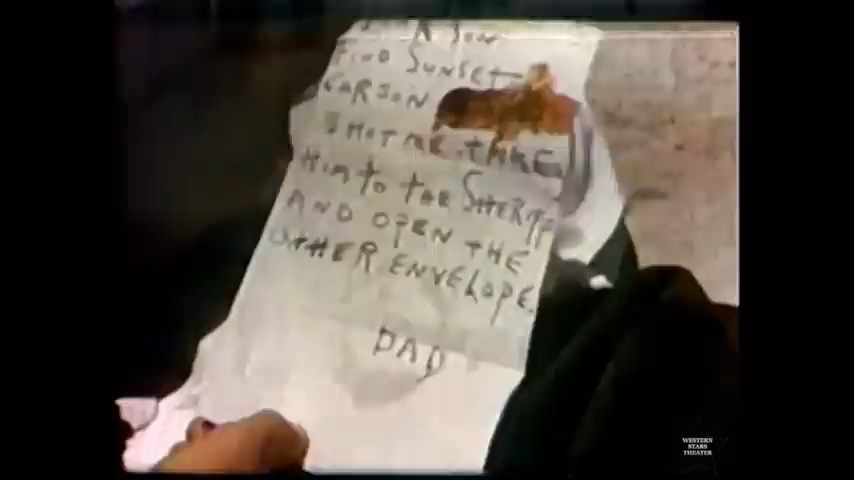 SON
FIND SUNSET
CARSON
SHOT ME. TAKE
HIM TO THE SHERIFF
AND OPEN THE
OTHER ENVELOPE.
DAD
WESTERN
STARS
THEATER